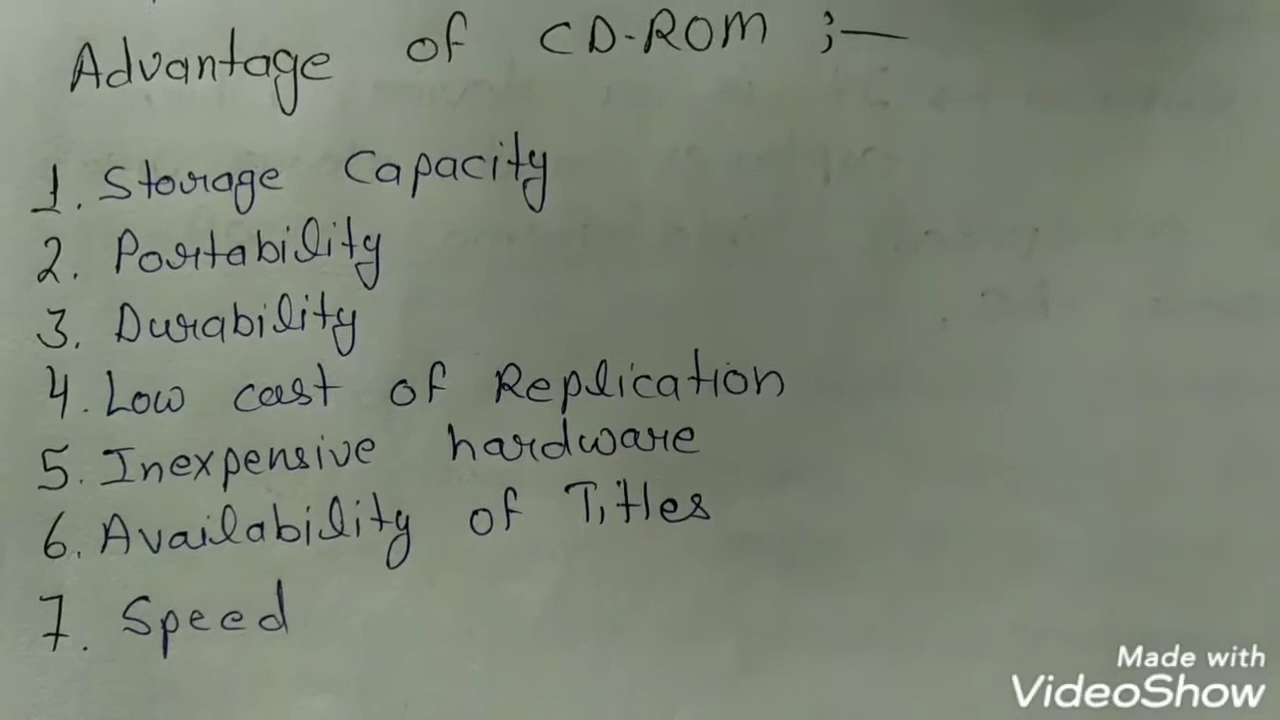 Advantage of CD-ROM ;—
1. Storage Capacity
2. Portability
3. Durability
4. Low cost of Replication
5. Inexpensive hardware
6. Availability of Titles
7. Speed
Made with
VideoShow